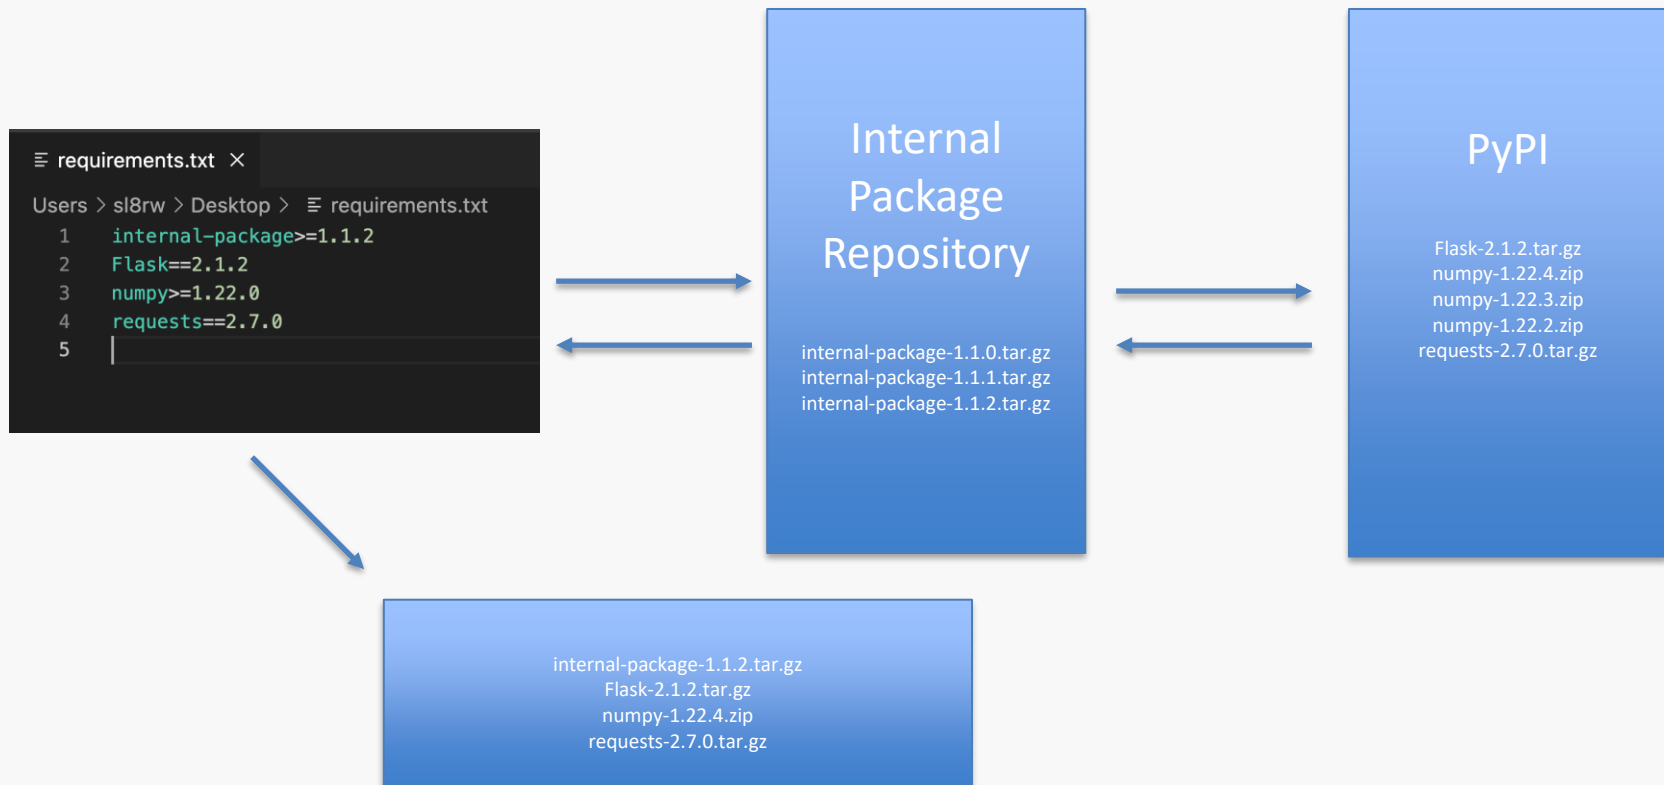 requirements.txt ×
Users > sl8rw > Desktop > requirements.txt
1 internal-package>=1.1.2
2 Flask==2.1.2
3 numpy>=1.22.0
4 requests==2.7.0
5
Internal
Package
Repository
internal-package-1.1.0.tar.gz
internal-package-1.1.1.tar.gz
internal-package-1.1.2.tar.gz
PyPI
Flask-2.1.2.tar.gz
numpy-1.22.4.zip
numpy-1.22.3.zip
numpy-1.22.2.zip
requests-2.7.0.tar.gz
internal-package-1.1.2.tar.gz
Flask-2.1.2.tar.gz
numpy-1.22.4.zip
requests-2.7.0.tar.gz